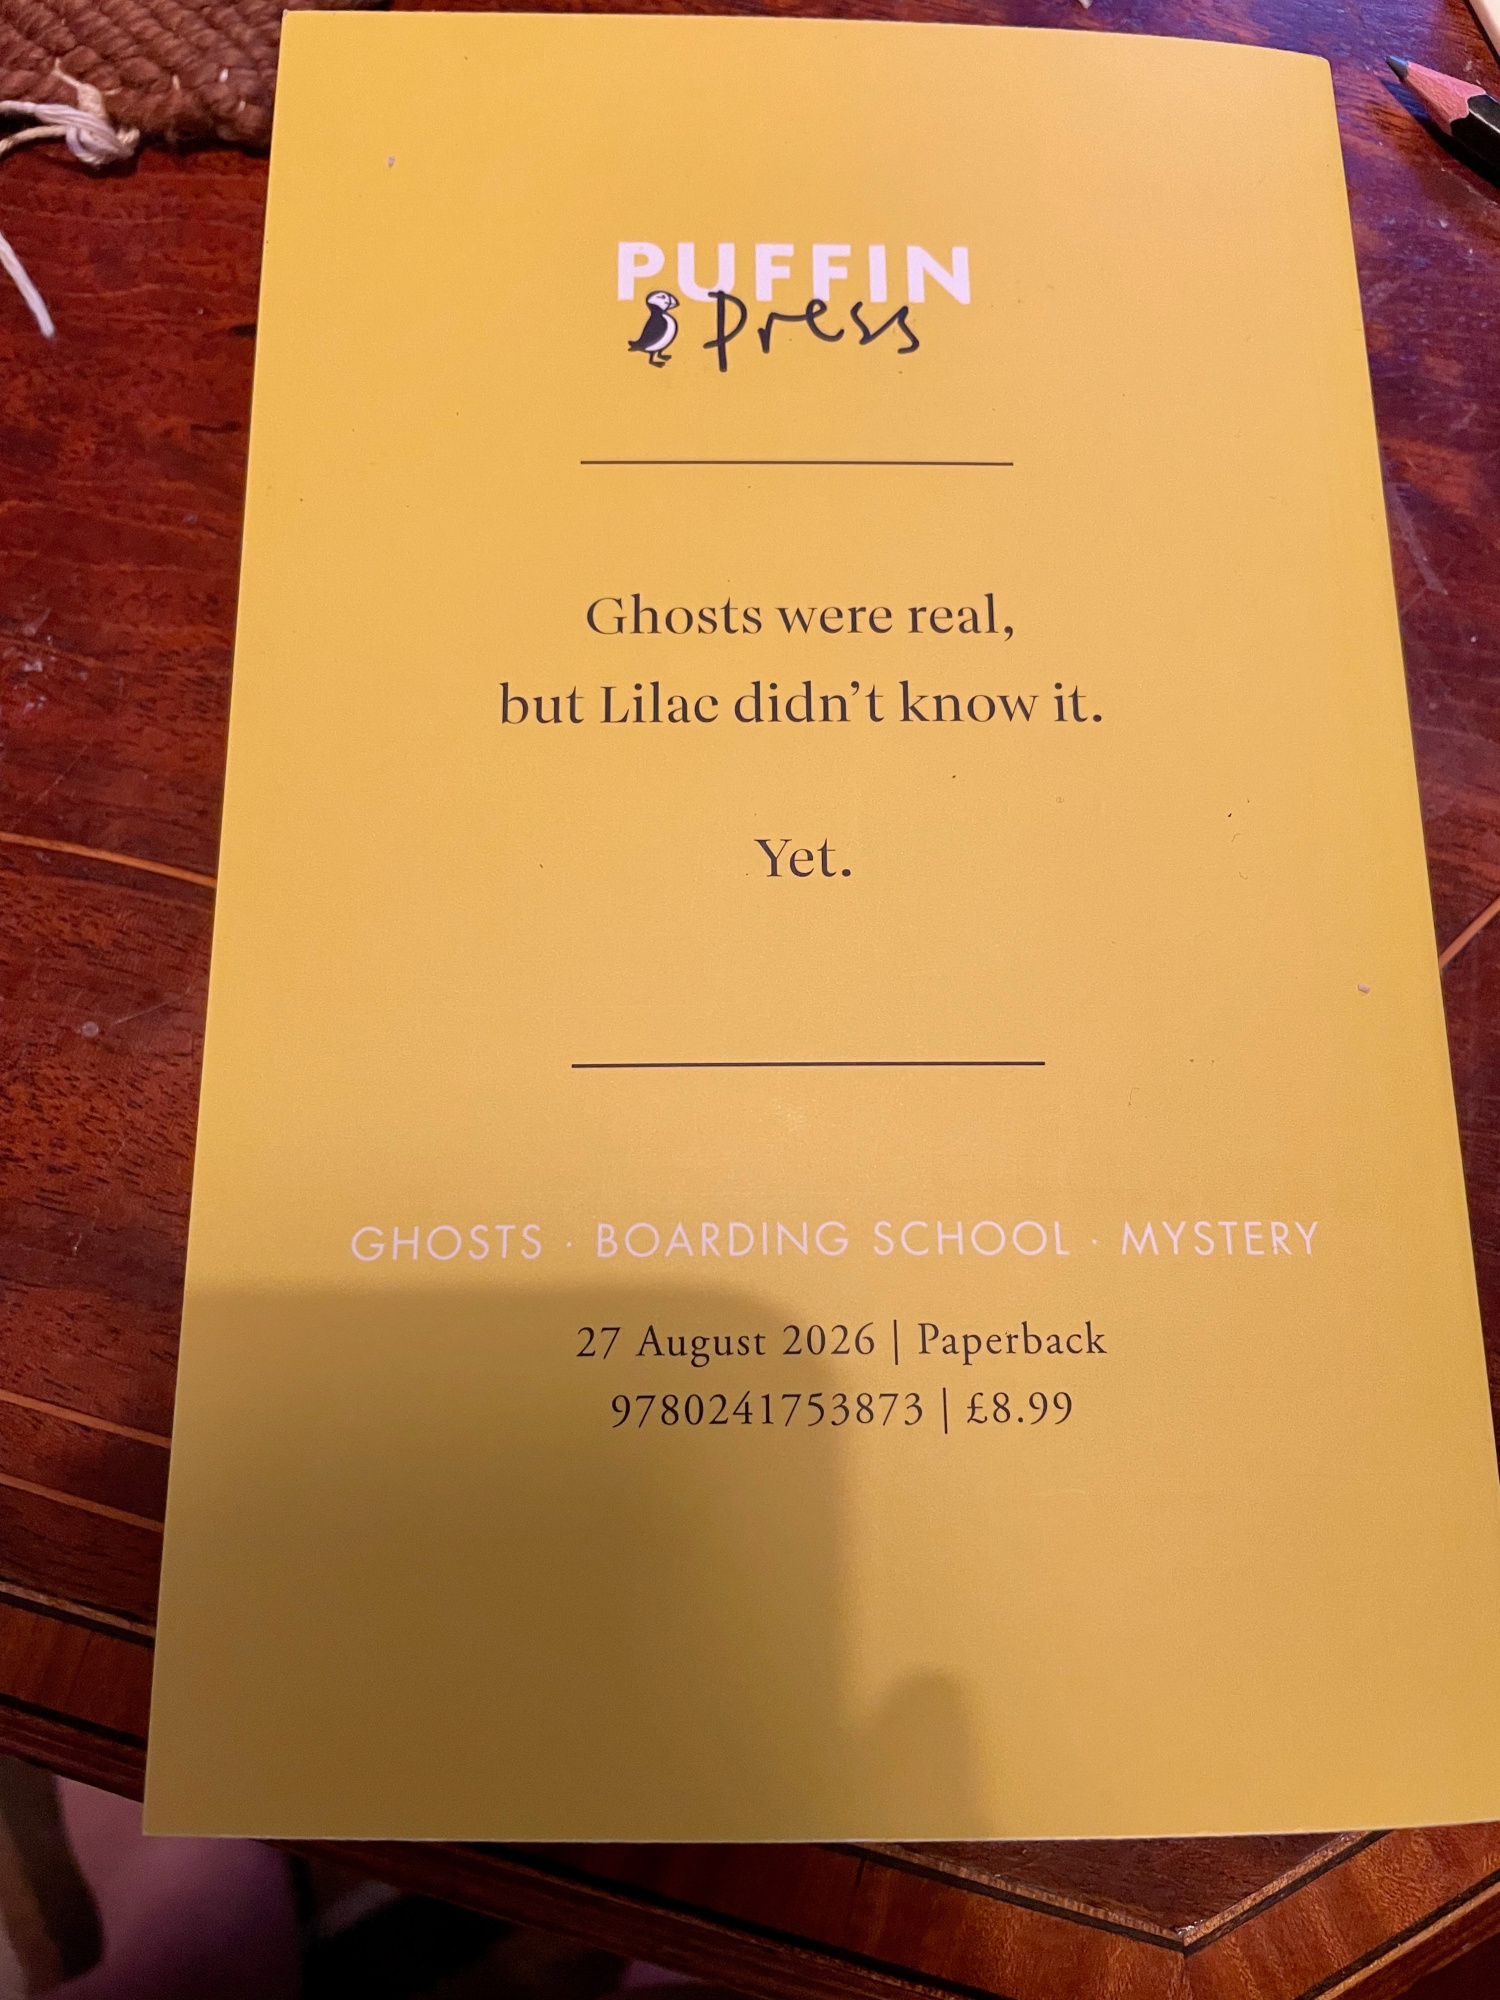 PUFFIN
Press
Ghosts were real,
but Lilac didn’t know it.
Yet.
GHOSTS · BOARDING SCHOOL · MYSTERY
27 August 2026 | Paperback
9780241753873 | £8.99